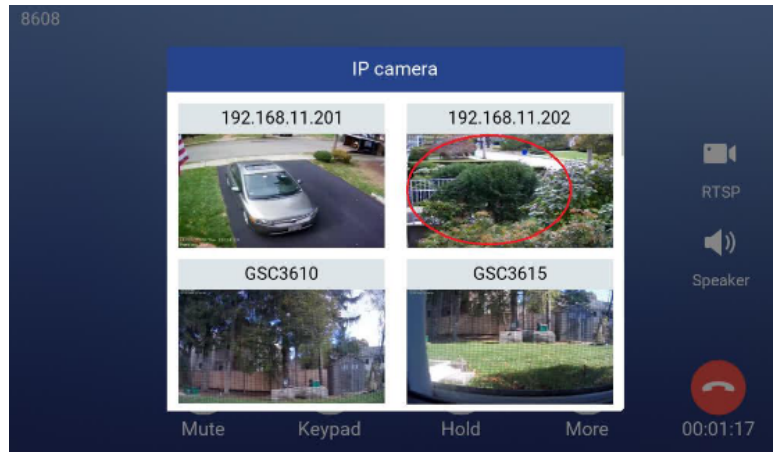 8608
IP camera
192.168.11.201
192.168.11.202
GSC3610
GSC3615
RTSP
Speaker
Mute
Keypad
Hold
More
00:01:17